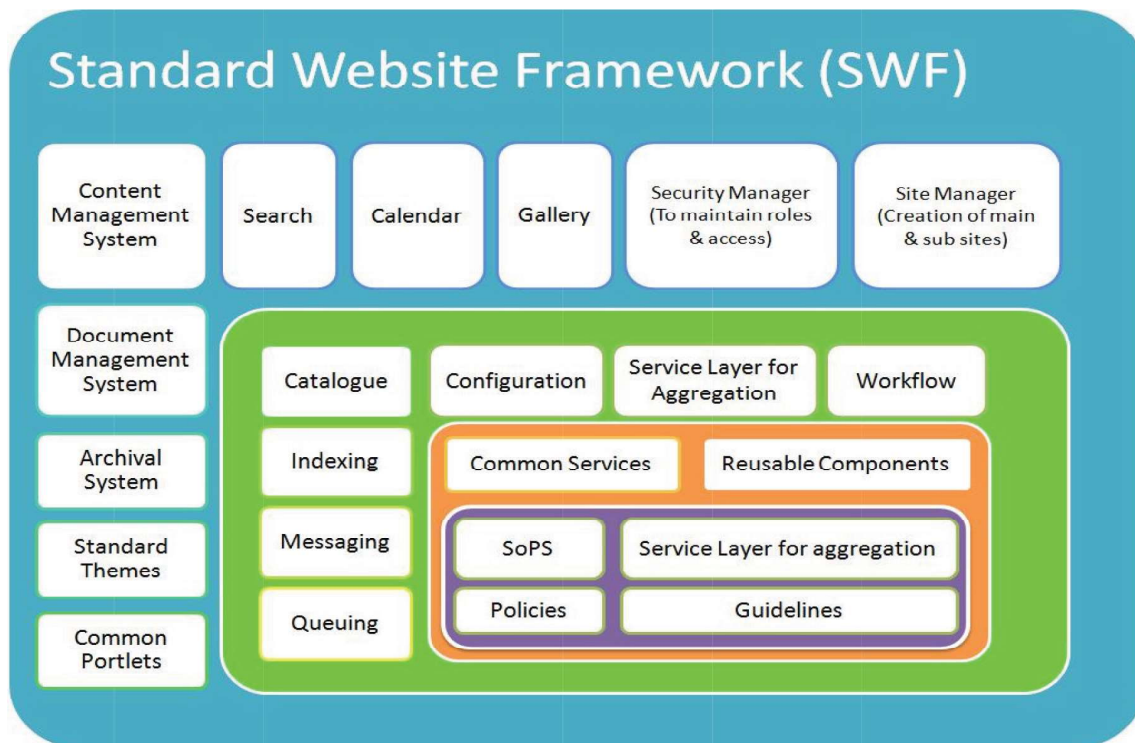 Standard Website Framework (SWF)
Content
Management
System
Search
Calendar
Gallery
Security Manager
(To maintain roles
& access)
Site Manager
(Creation of main
& sub sites)
Document
Management
System
Archival
System
Standard
Themes
Common
Portlets
Catalogue
Configuration
Service Layer for
Aggregation
Workflow
Indexing
Messaging
Queuing
Common Services
Reusable Components
SoPS
Service Layer for aggregation
Policies
Guidelines